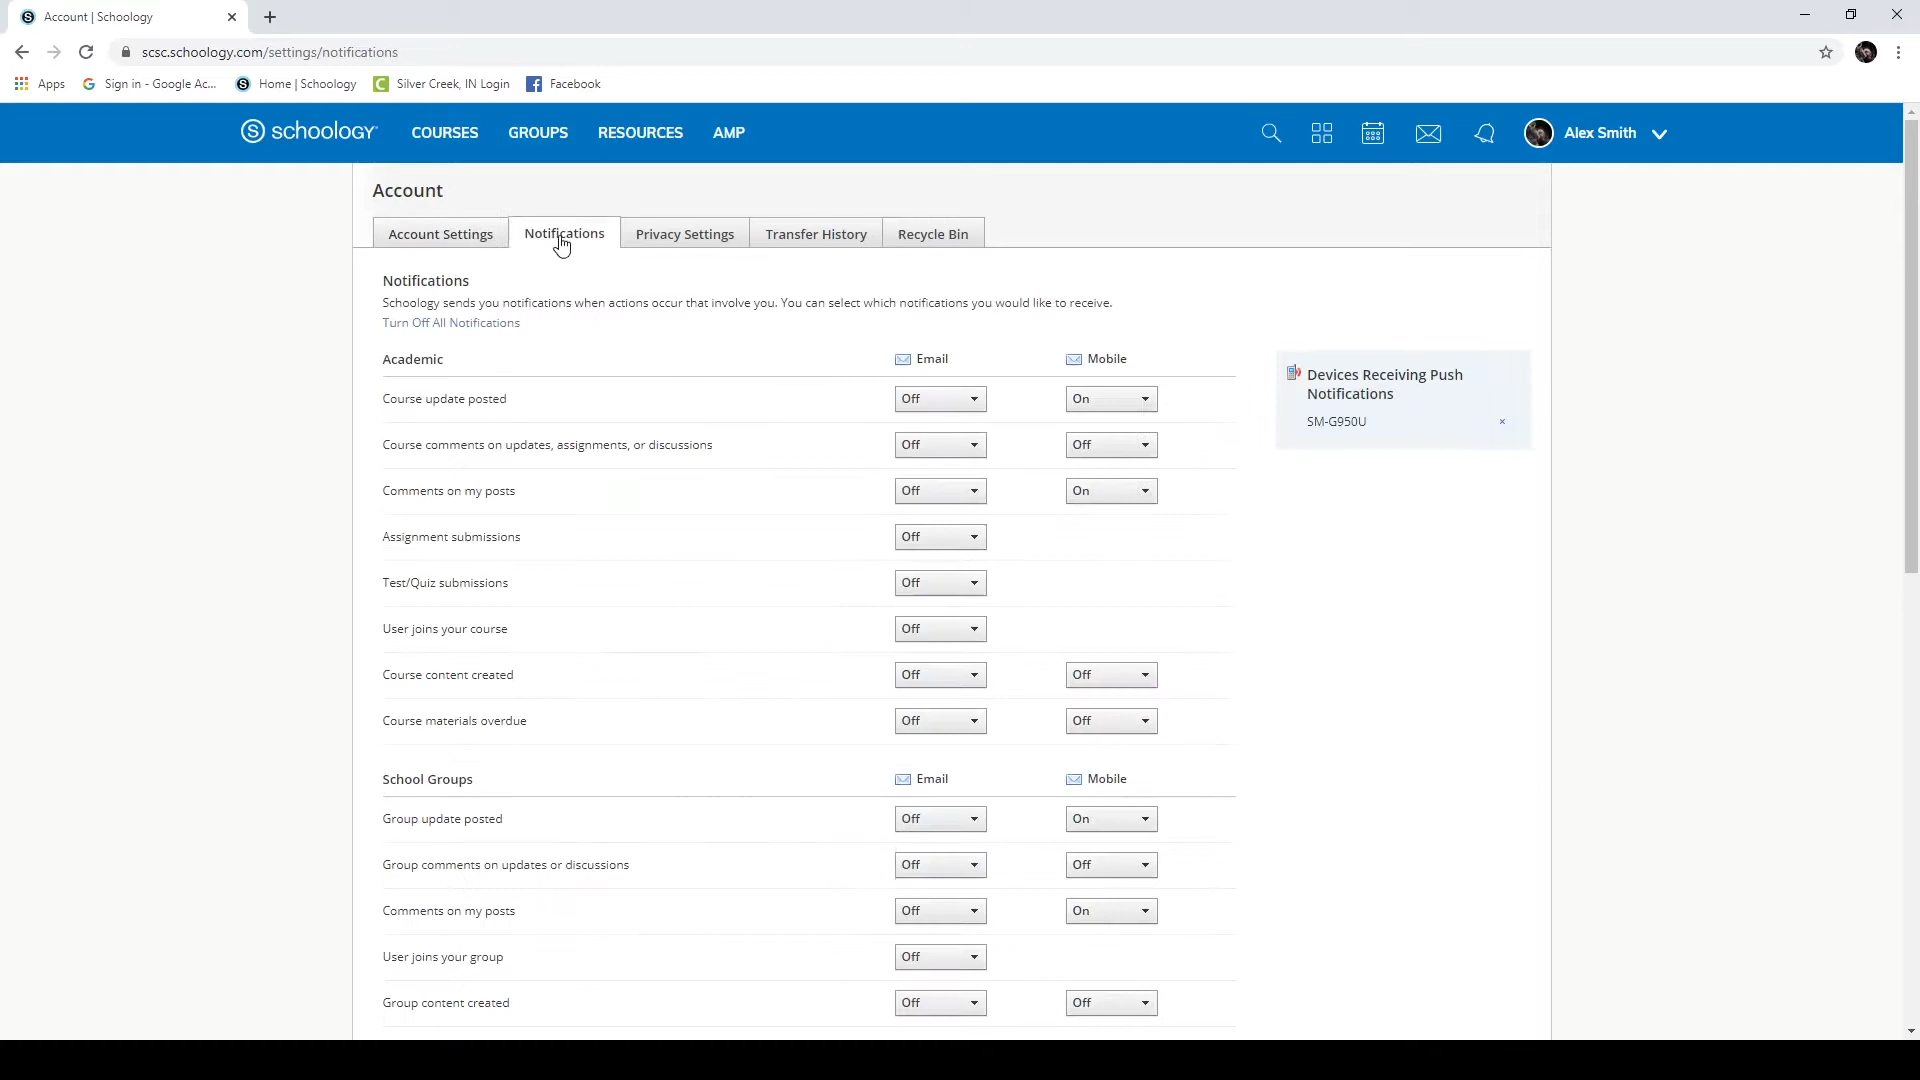 Account | Schoology
scsc.schoology.com/settings/notifications
Apps Sign in - Google Ac... Home | Schoology Silver Creek, IN Login Facebook
schoology COURSES GROUPS RESOURCES AMP Alex Smith
Account
Account Settings Notifications Privacy Settings Transfer History Recycle Bin
Notifications
Schoology sends you notifications when actions occur that involve you. You can select which notifications you would like to receive.
Turn Off All Notifications
Academic Email Mobile
Course update posted Off On
Course comments on updates, assignments, or discussions Off Off
Comments on my posts Off On
Assignment submissions Off
Test/Quiz submissions Off
User joins your course Off
Course content created Off Off
Course materials overdue Off Off
Devices Receiving Push
Notifications
SM-G950U
School Groups Email Mobile
Group update posted Off On
Group comments on updates or discussions Off Off
Comments on my posts Off On
User joins your group Off
Group content created Off Off